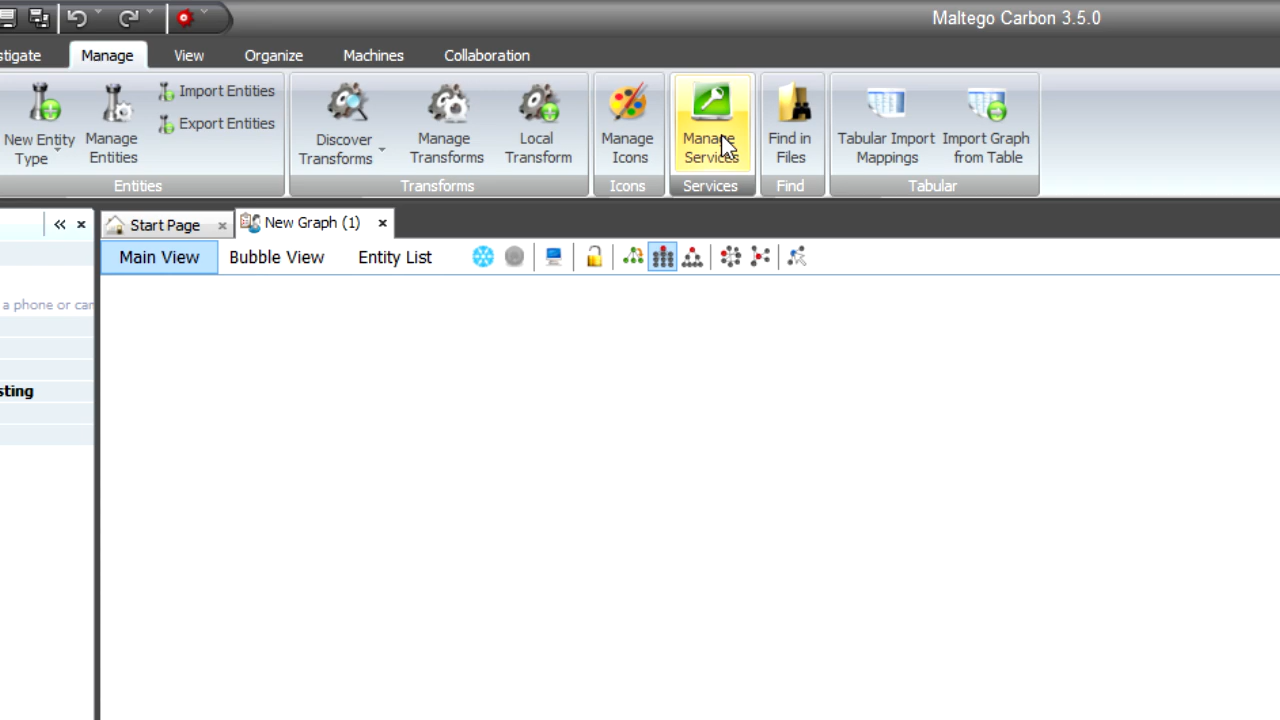 Maltego Carbon 3.5.0
stigate Manage View Organize Machines Collaboration
New Entity Type
Manage Entities
Import Entities
Export Entities
Discover Transforms
Manage Transforms
Local Transform
Manage Icons
Manage Services
Find in Files
Tabular Import Mappings
Import Graph from Table
Entities Transforms Icons Services Find Tabular
Start Page New Graph (1)
Main View Bubble View Entity List
a phone or car
sting